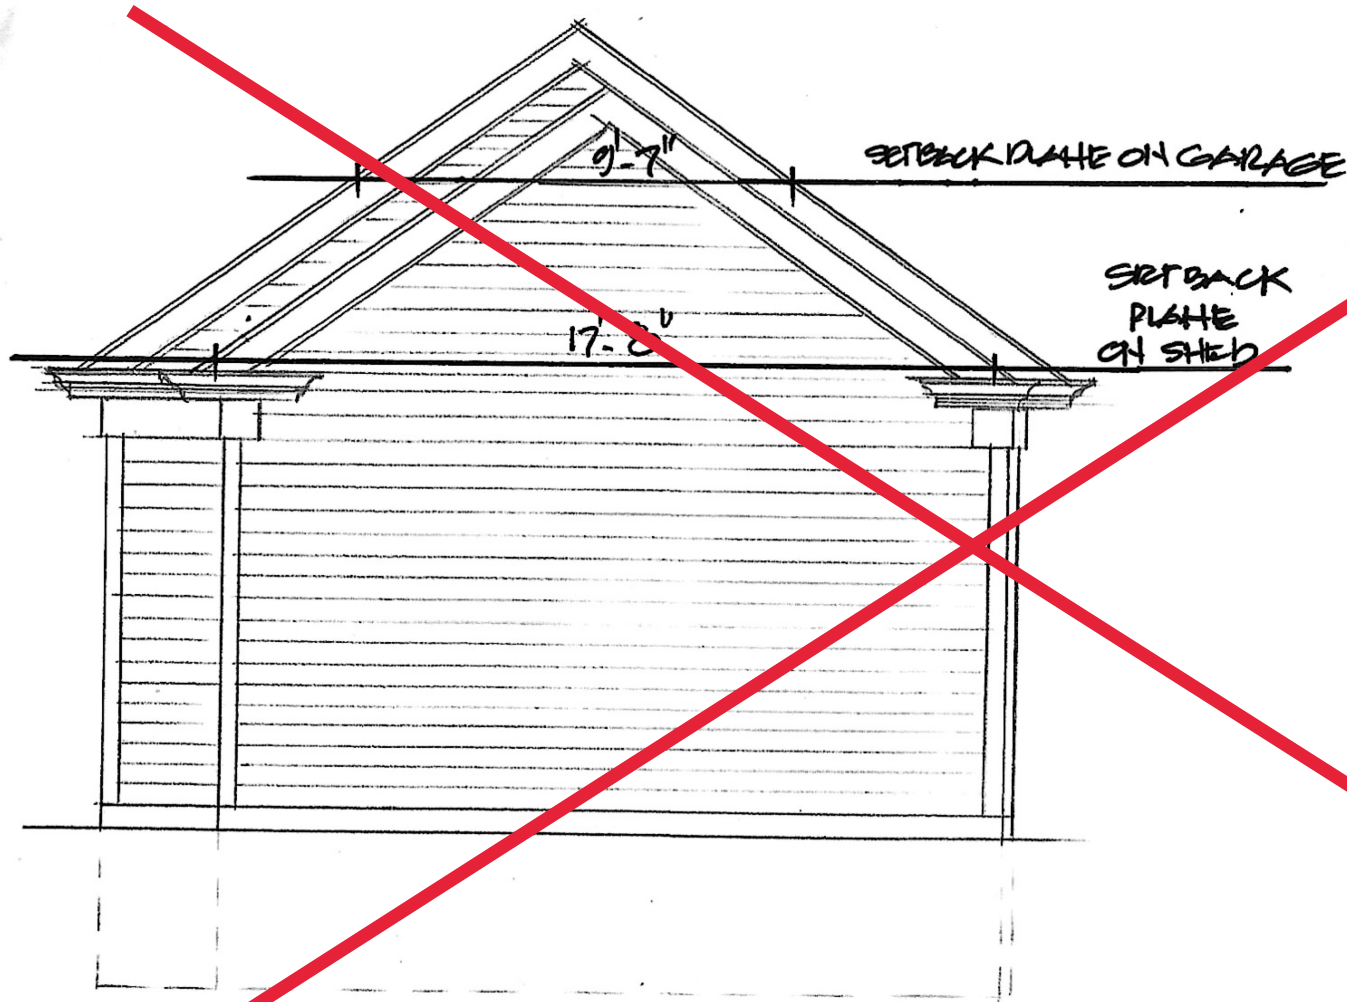 9'-7"
SETBACK PLANE ON GARAGE
SETBACK
PLANE
ON SHED
17'-8"